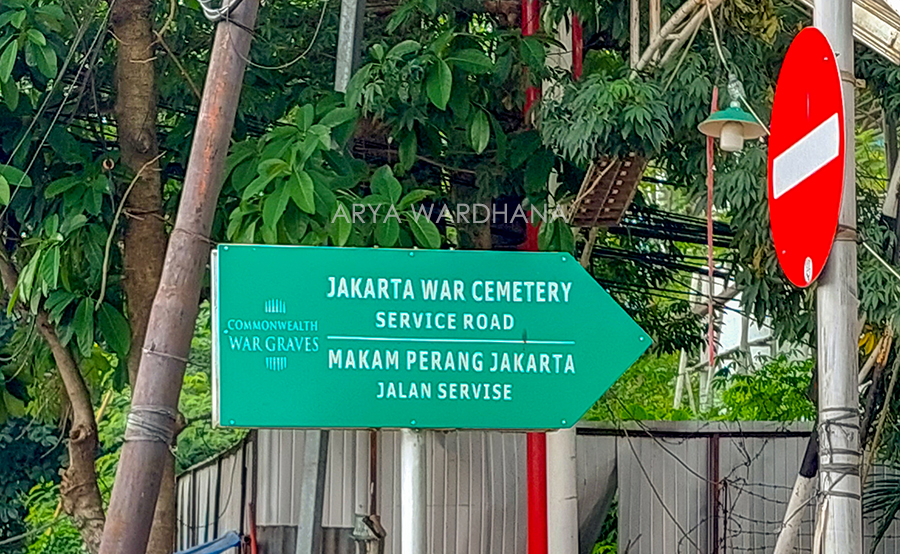 ARYA WARDHANA
COMMONWEALTH
WAR GRAVES
JAKARTA WAR CEMETERY
SERVICE ROAD
MAKAM PERANG JAKARTA
JALAN SERVISE